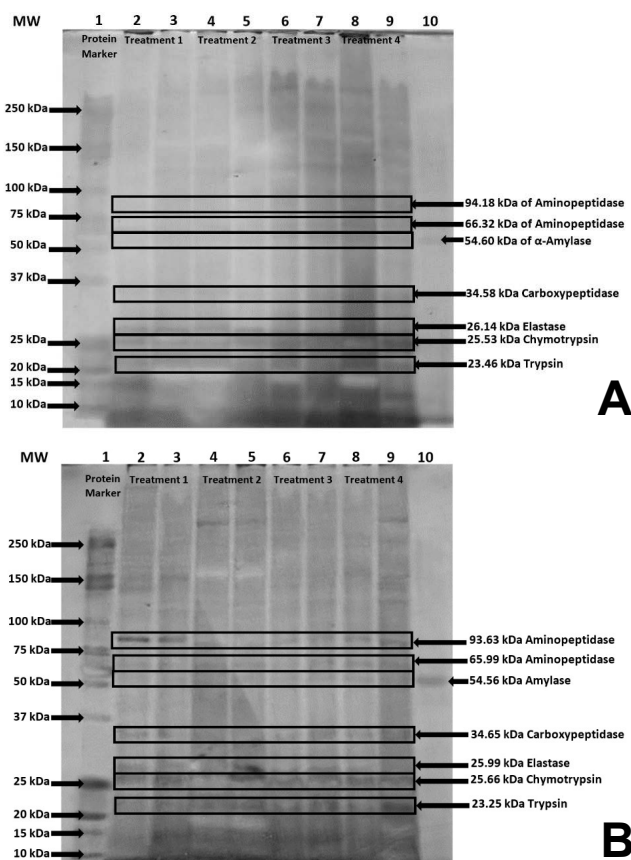 MW 1 2 3 4 5 6 7 8 9 10
Protein Treatment 1 Treatment 2 Treatment 3 Treatment 4
Marker
250 kDa
150 kDa
100 kDa
94.18 kDa of Aminopeptidase
75 kDa
66.32 kDa of Aminopeptidase
54.60 kDa of α-Amylase
50 kDa
37 kDa
34.58 kDa Carboxypeptidase
26.14 kDa Elastase
25 kDa
25.53 kDa Chymotrypsin
23.46 kDa Trypsin
20 kDa
15 kDa
10 kDa
A
MW 1 2 3 4 5 6 7 8 9 10
Protein Treatment 1 Treatment 2 Treatment 3 Treatment 4
Marker
250 kDa
150 kDa
100 kDa
93.63 kDa Aminopeptidase
75 kDa
65.99 kDa Aminopeptidase
50 kDa
54.56 kDa Amylase
37 kDa
34.65 kDa Carboxypeptidase
25.99 kDa Elastase
25 kDa
25.66 kDa Chymotrypsin
23.25 kDa Trypsin
20 kDa
15 kDa
10 kDa
B